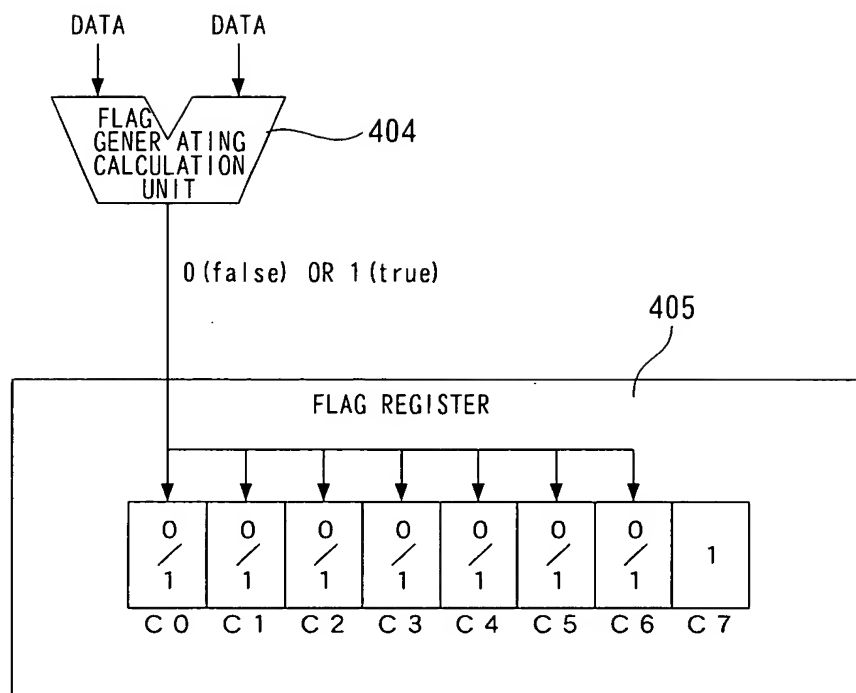 DATA DATA
FLAG
GENERATING
CALCULATION
UNIT
404
0(false) OR 1(true)
405
FLAG REGISTER
0/1 0/1 0/1 0/1 0/1 0/1 0/1 1
C0 C1 C2 C3 C4 C5 C6 C7